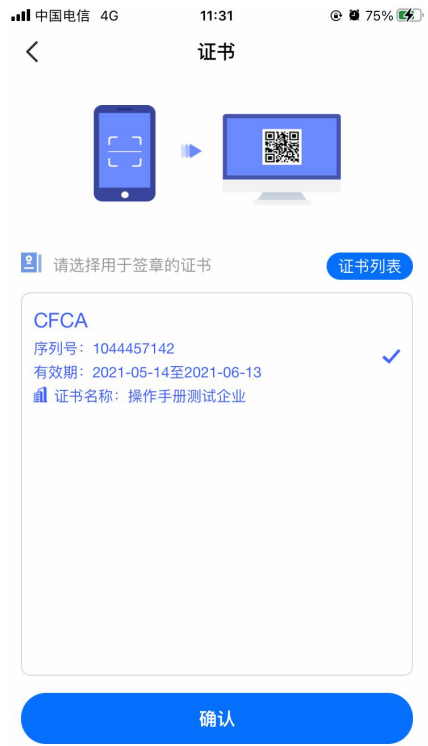 中国电信 4G 11:31 75%
证书
请选择用于签章的证书 证书列表
CFCA
序列号：1044457142
有效期：2021-05-14至2021-06-13
证书名称：操作手册测试企业
确认